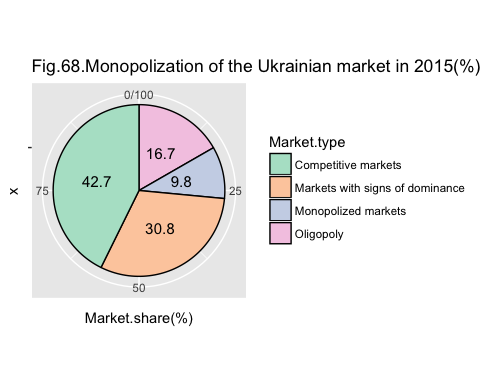 Fig.68.Monopolization of the Ukrainian market in 2015(%)
0/100
16.7
42.7
9.8
75
25
30.8
50
x
Market.share(%)
Market.type
Competitive markets
Markets with signs of dominance
Monopolized markets
Oligopoly